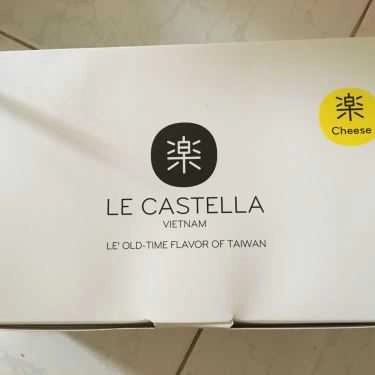 楽
Cheese
楽
LE CASTELLA
VIETNAM
LE' OLD-TIME FLAVOR OF TAIWAN